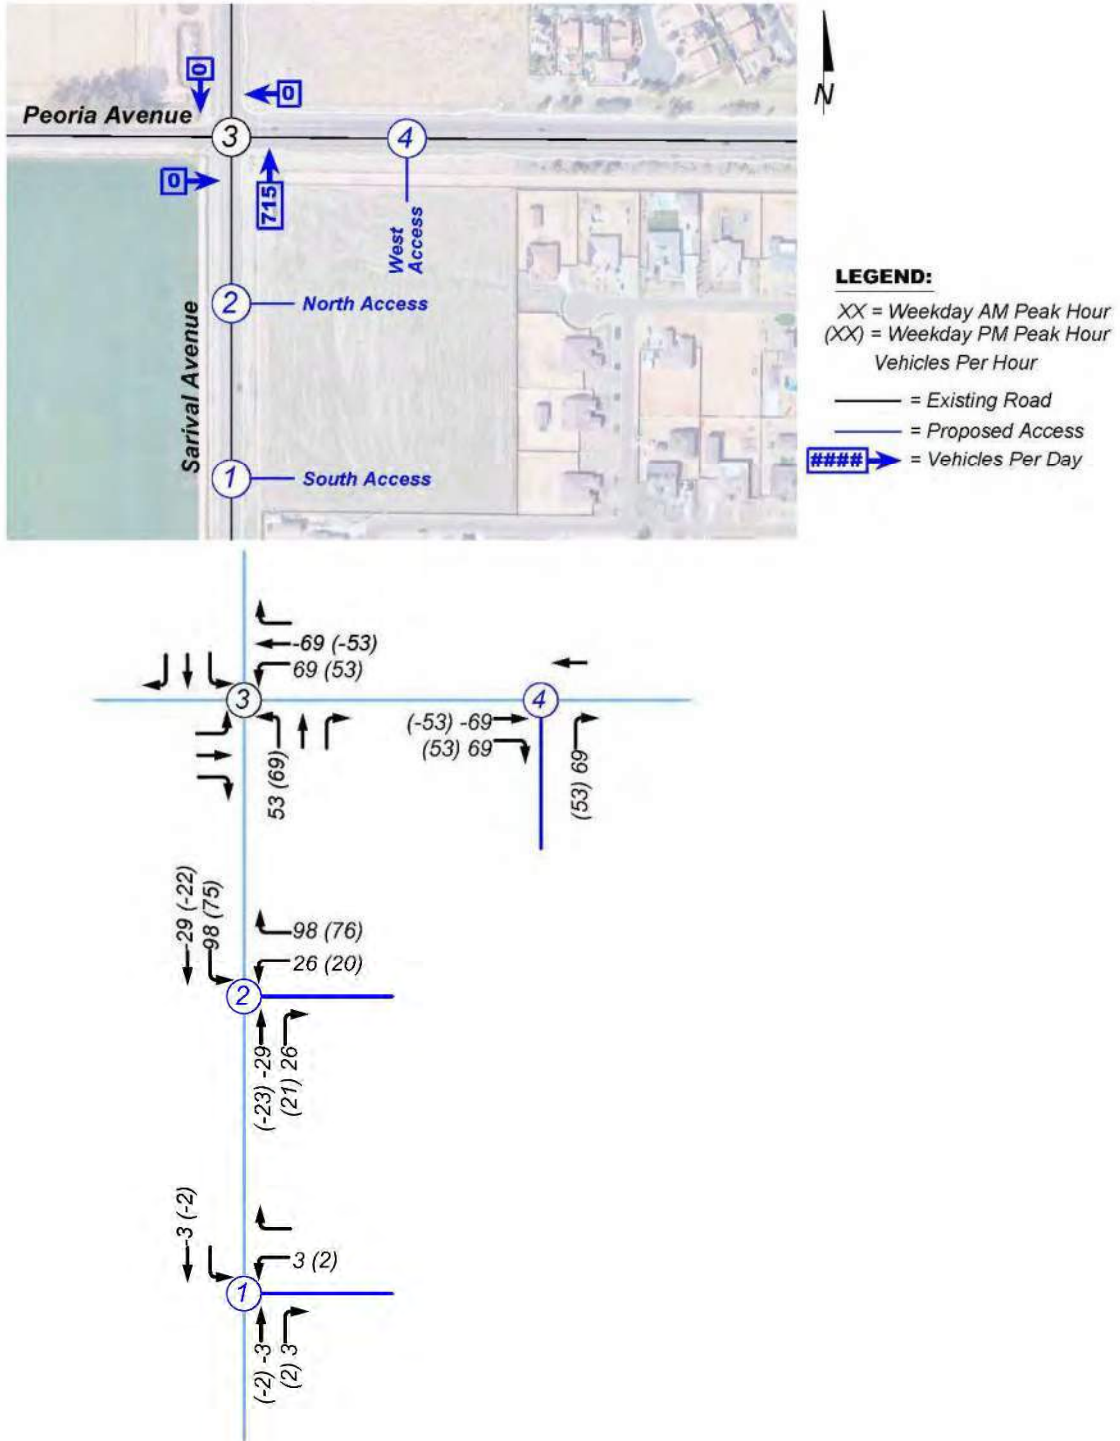 0
0
Peoria Avenue
3
4
N
0
715
West
Access
2
North Access
Sarival Avenue
1
South Access
LEGEND:
XX = Weekday AM Peak Hour
(XX) = Weekday PM Peak Hour
Vehicles Per Hour
= Existing Road
= Proposed Access
#### = Vehicles Per Day
-69 (-53)
69 (53)
3
53 (69)
4
(-53) -69
(53) 69
(53) 69
-29 (-22)
98 (75)
98 (76)
26 (20)
2
(-23) -29
(21) 26
-3 (-2)
3 (2)
1
(-2) -3
(2) 3